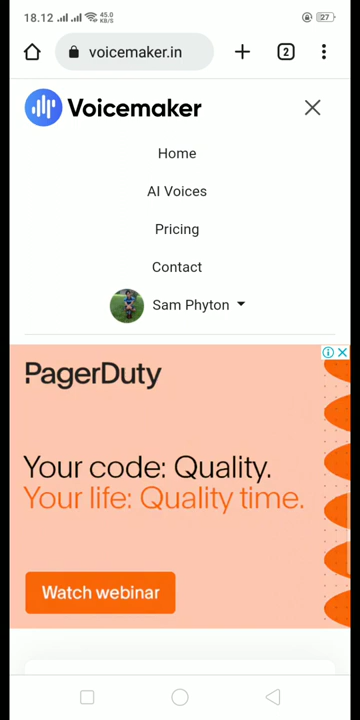 18.12 45.0 KB/S 27
voicemaker.in 2
Voicemaker
Home
AI Voices
Pricing
Contact
Sam Phyton
PagerDuty
Your code: Quality.
Your life: Quality time.
Watch webinar